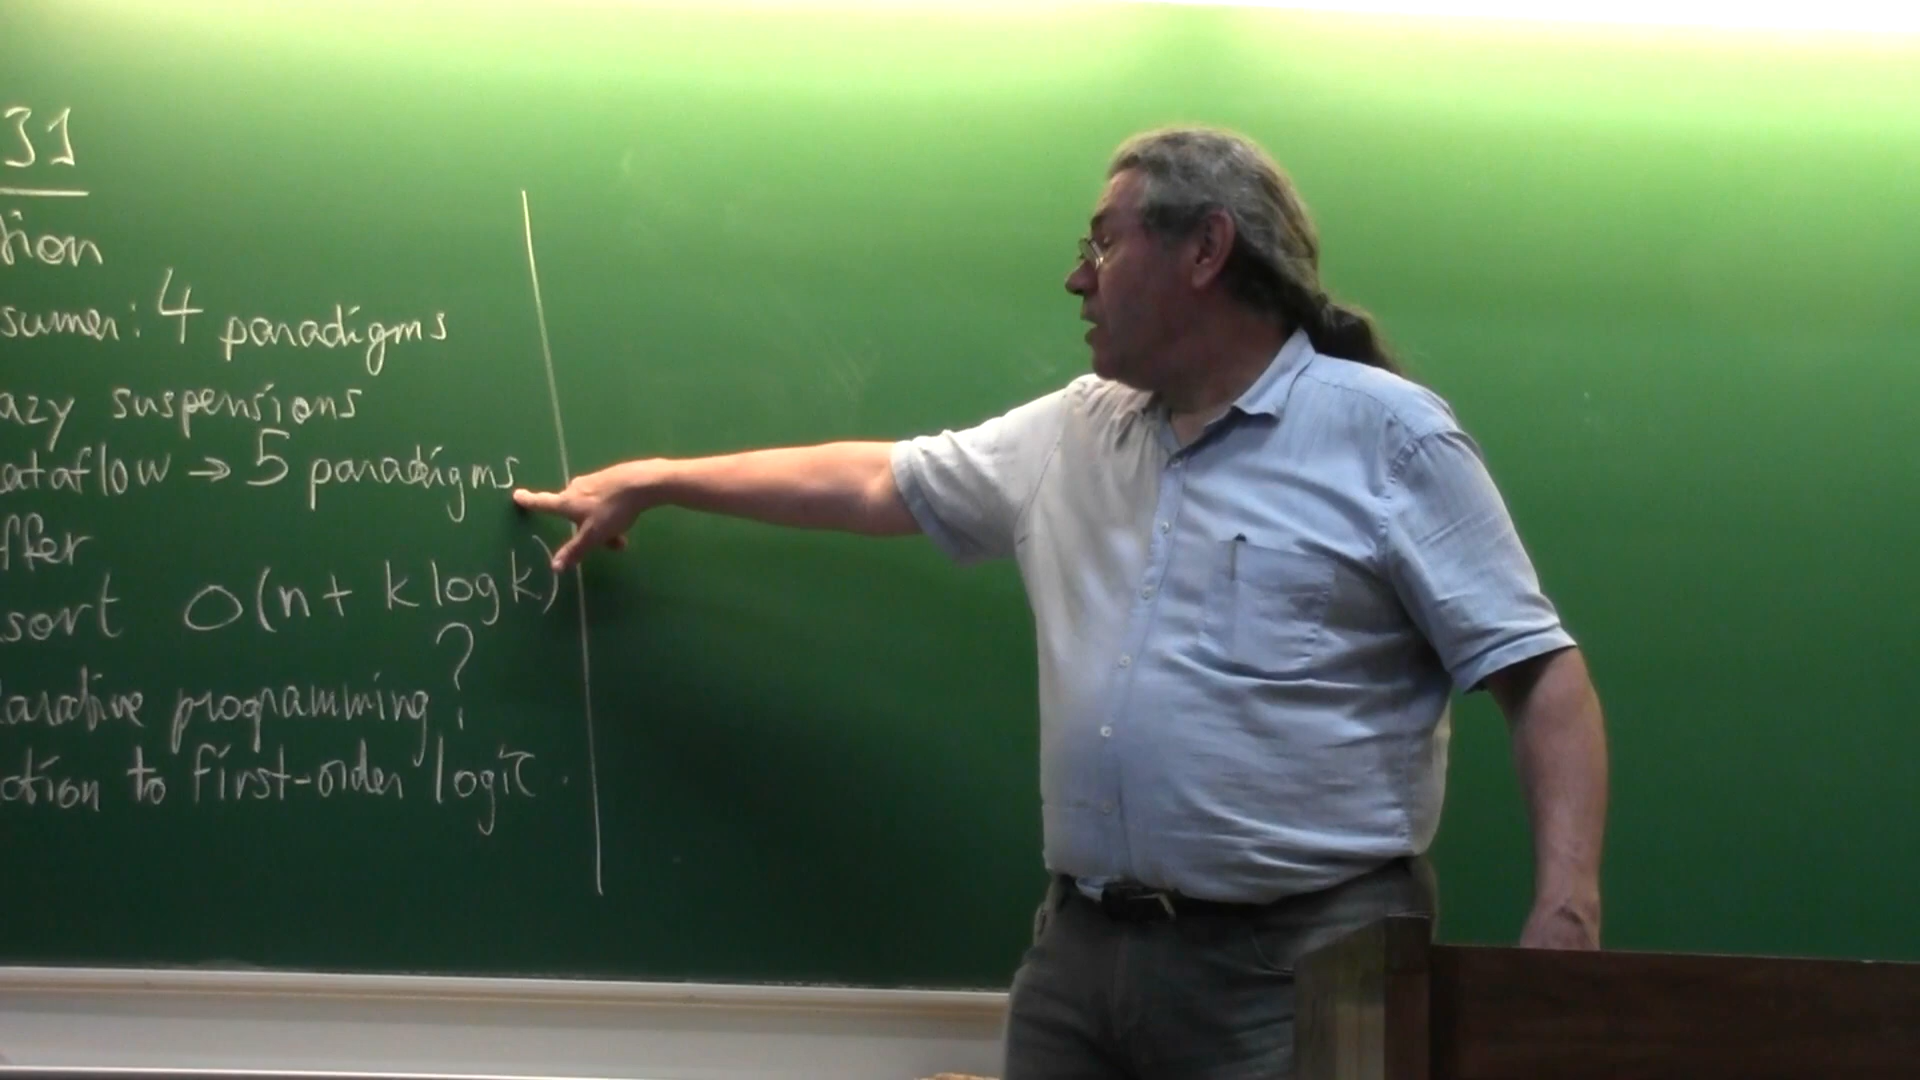 31
tion
sumer: 4 paradigms
azy suspensions
ataflow → 5 paradigms
ffer
sort O(n + k log k)
?
larative programming?
ction to first-order logic.